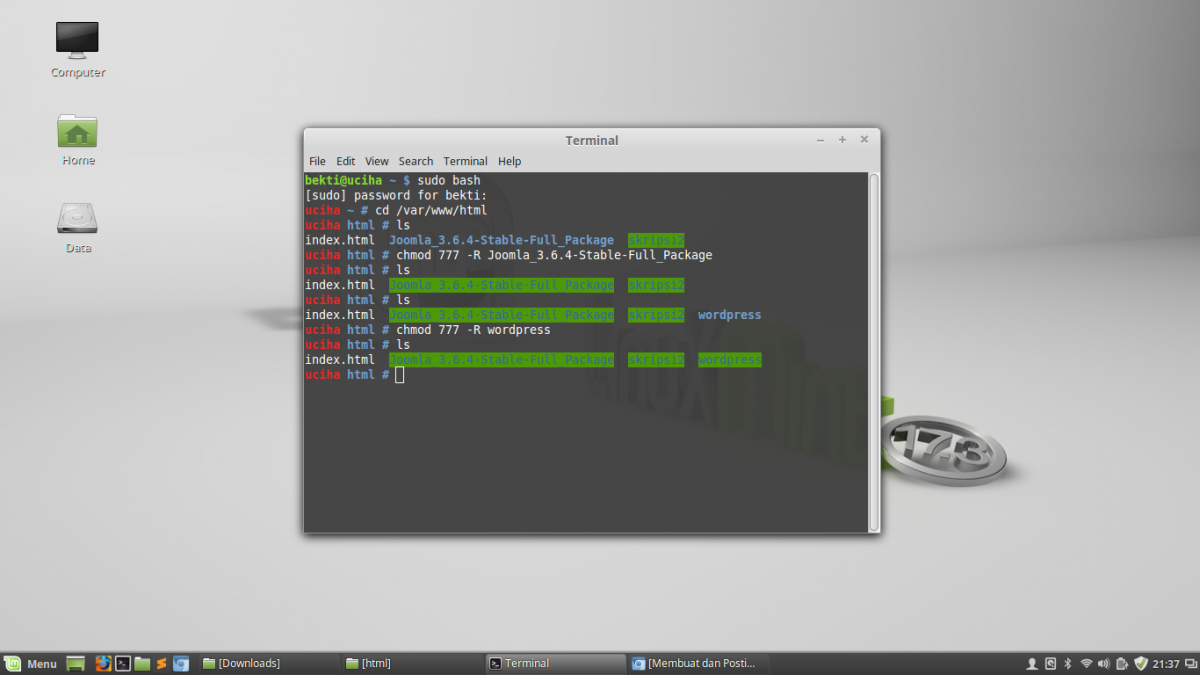 Computer
Home
Data
Terminal
File Edit View Search Terminal Help
bekti@uciha ~ $ sudo bash
[sudo] password for bekti:
uciha ~ # cd /var/www/html
uciha html # ls
index.html Joomla_3.6.4-Stable-Full_Package skripsi2
uciha html # chmod 777 -R Joomla_3.6.4-Stable-Full_Package
uciha html # ls
index.html Joomla_3.6.4-Stable-Full_Package skripsi2
uciha html # ls
index.html Joomla_3.6.4-Stable-Full_Package skripsi2 wordpress
uciha html # chmod 777 -R wordpress
uciha html # ls
index.html Joomla_3.6.4-Stable-Full_Package skripsi2 wordpress
uciha html #
Linux Mint
17.3
Menu [Downloads] [html] Terminal [Membuat dan Posti... 21:37